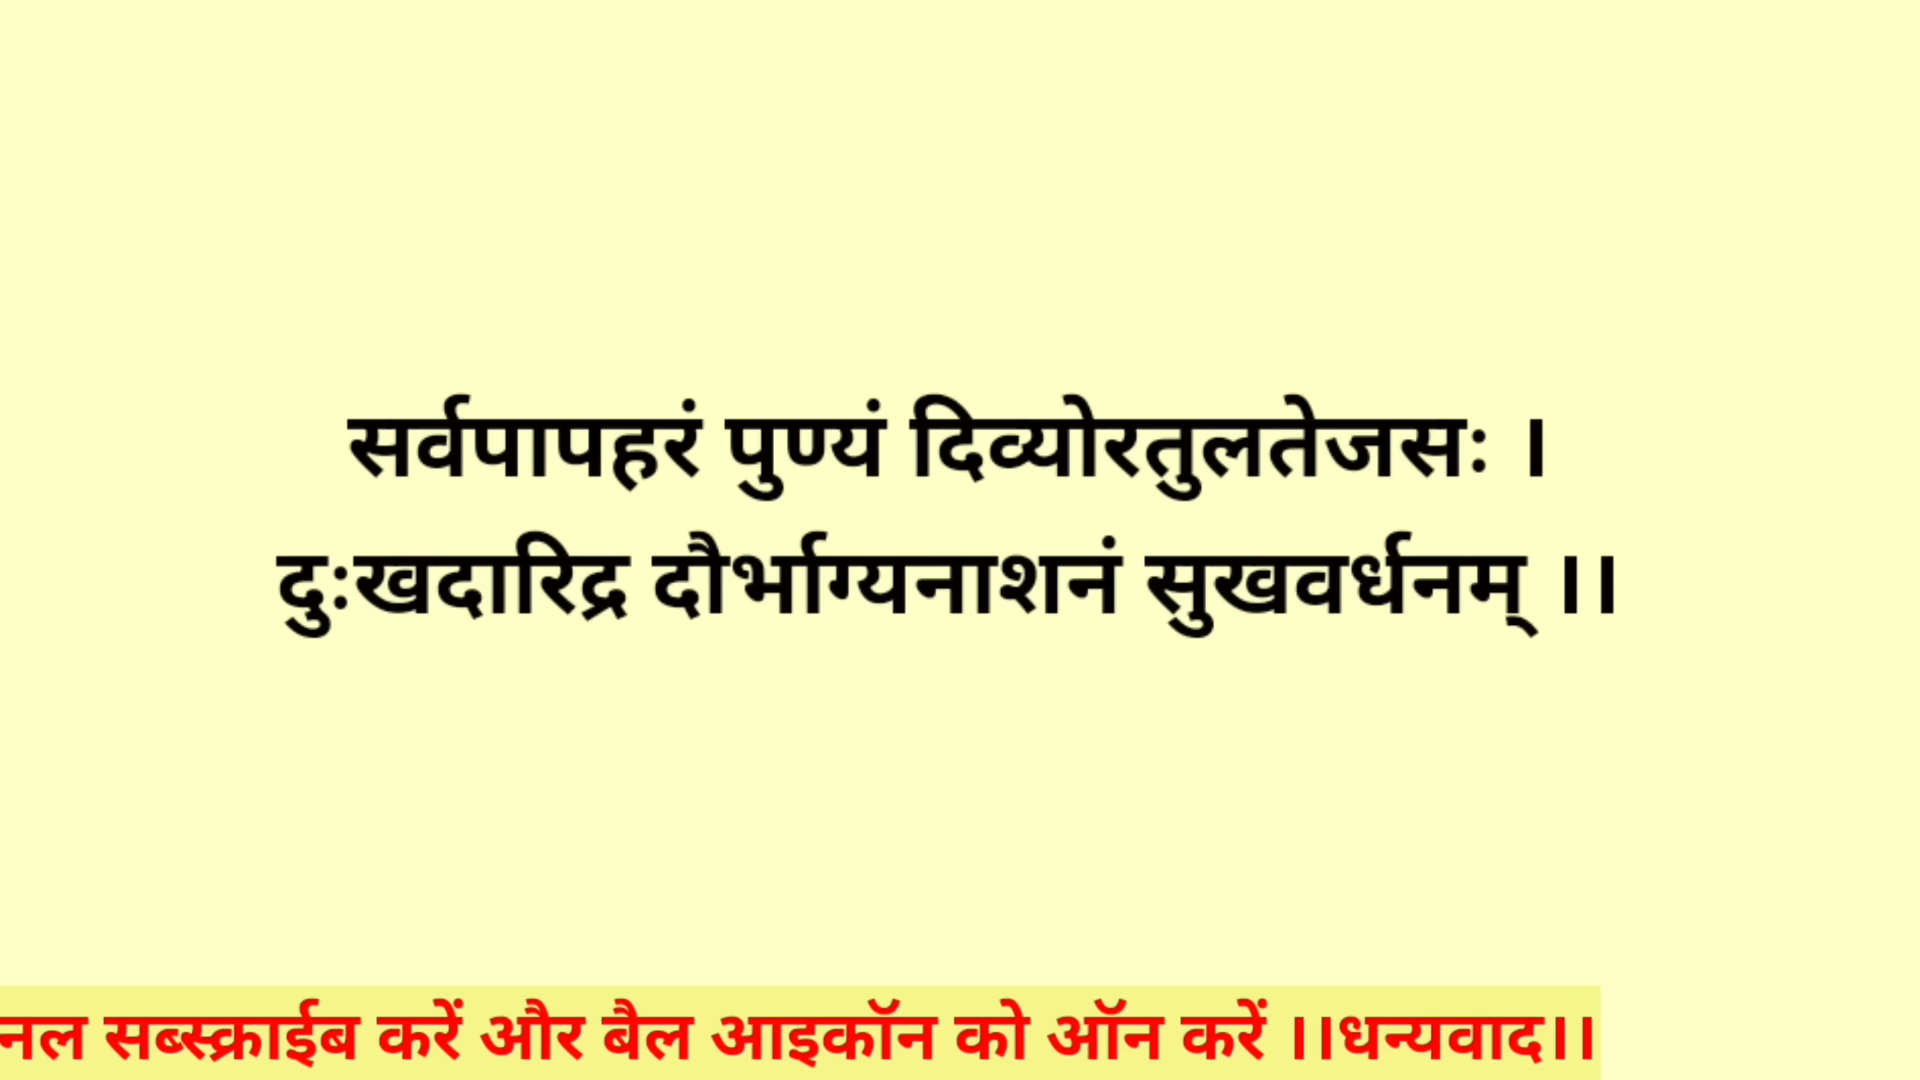 सर्वपापहरं पुण्यं दिव्योरतुलतेजसः ।
दुःखदारिद्र दौर्भाग्यनाशनं सुखवर्धनम् ।।
नल सब्स्क्राईब करें और बैल आइकॉन को ऑन करें ।।धन्यवाद।।